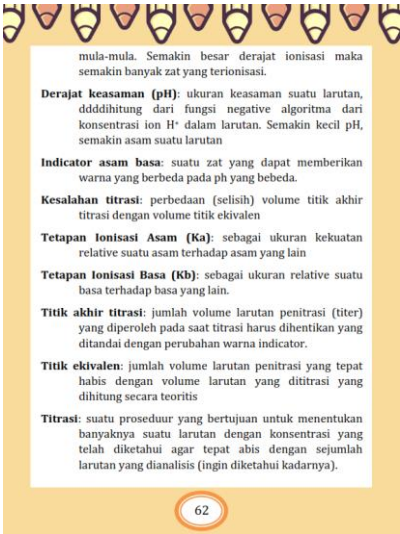 mula-mula. Semakin besar derajat ionisasi maka
semakin banyak zat yang terionisasi.
Derajat keasaman (pH): ukuran keasaman suatu larutan,
ddddihitung dari fungsi negative algoritma dari
konsentrasi ion H⁺ dalam larutan. Semakin kecil pH,
semakin asam suatu larutan
Indicator asam basa: suatu zat yang dapat memberikan
warna yang berbeda pada ph yang bebeda.
Kesalahan titrasi: perbedaan (selisih) volume titik akhir
titrasi dengan volume titik ekivalen
Tetapan Ionisasi Asam (Ka): sebagai ukuran kekuatan
relative suatu asam terhadap asam yang lain
Tetapan Ionisasi Basa (Kb): sebagai ukuran relative suatu
basa terhadap basa yang lain.
Titik akhir titrasi: jumlah volume larutan penitrasi (titer)
yang diperoleh pada saat titrasi harus dihentikan yang
ditandai dengan perubahan warna indicator.
Titik ekivalen: jumlah volume larutan penitrasi yang tepat
habis dengan volume larutan yang dititrasi yang
dihitung secara teoritis
Titrasi: suatu proseduur yang bertujuan untuk menentukan
banyaknya suatu larutan dengan konsentrasi yang
telah diketahui agar tepat abis dengan sejumlah
larutan yang dianalisis (ingin diketahui kadarnya).
62